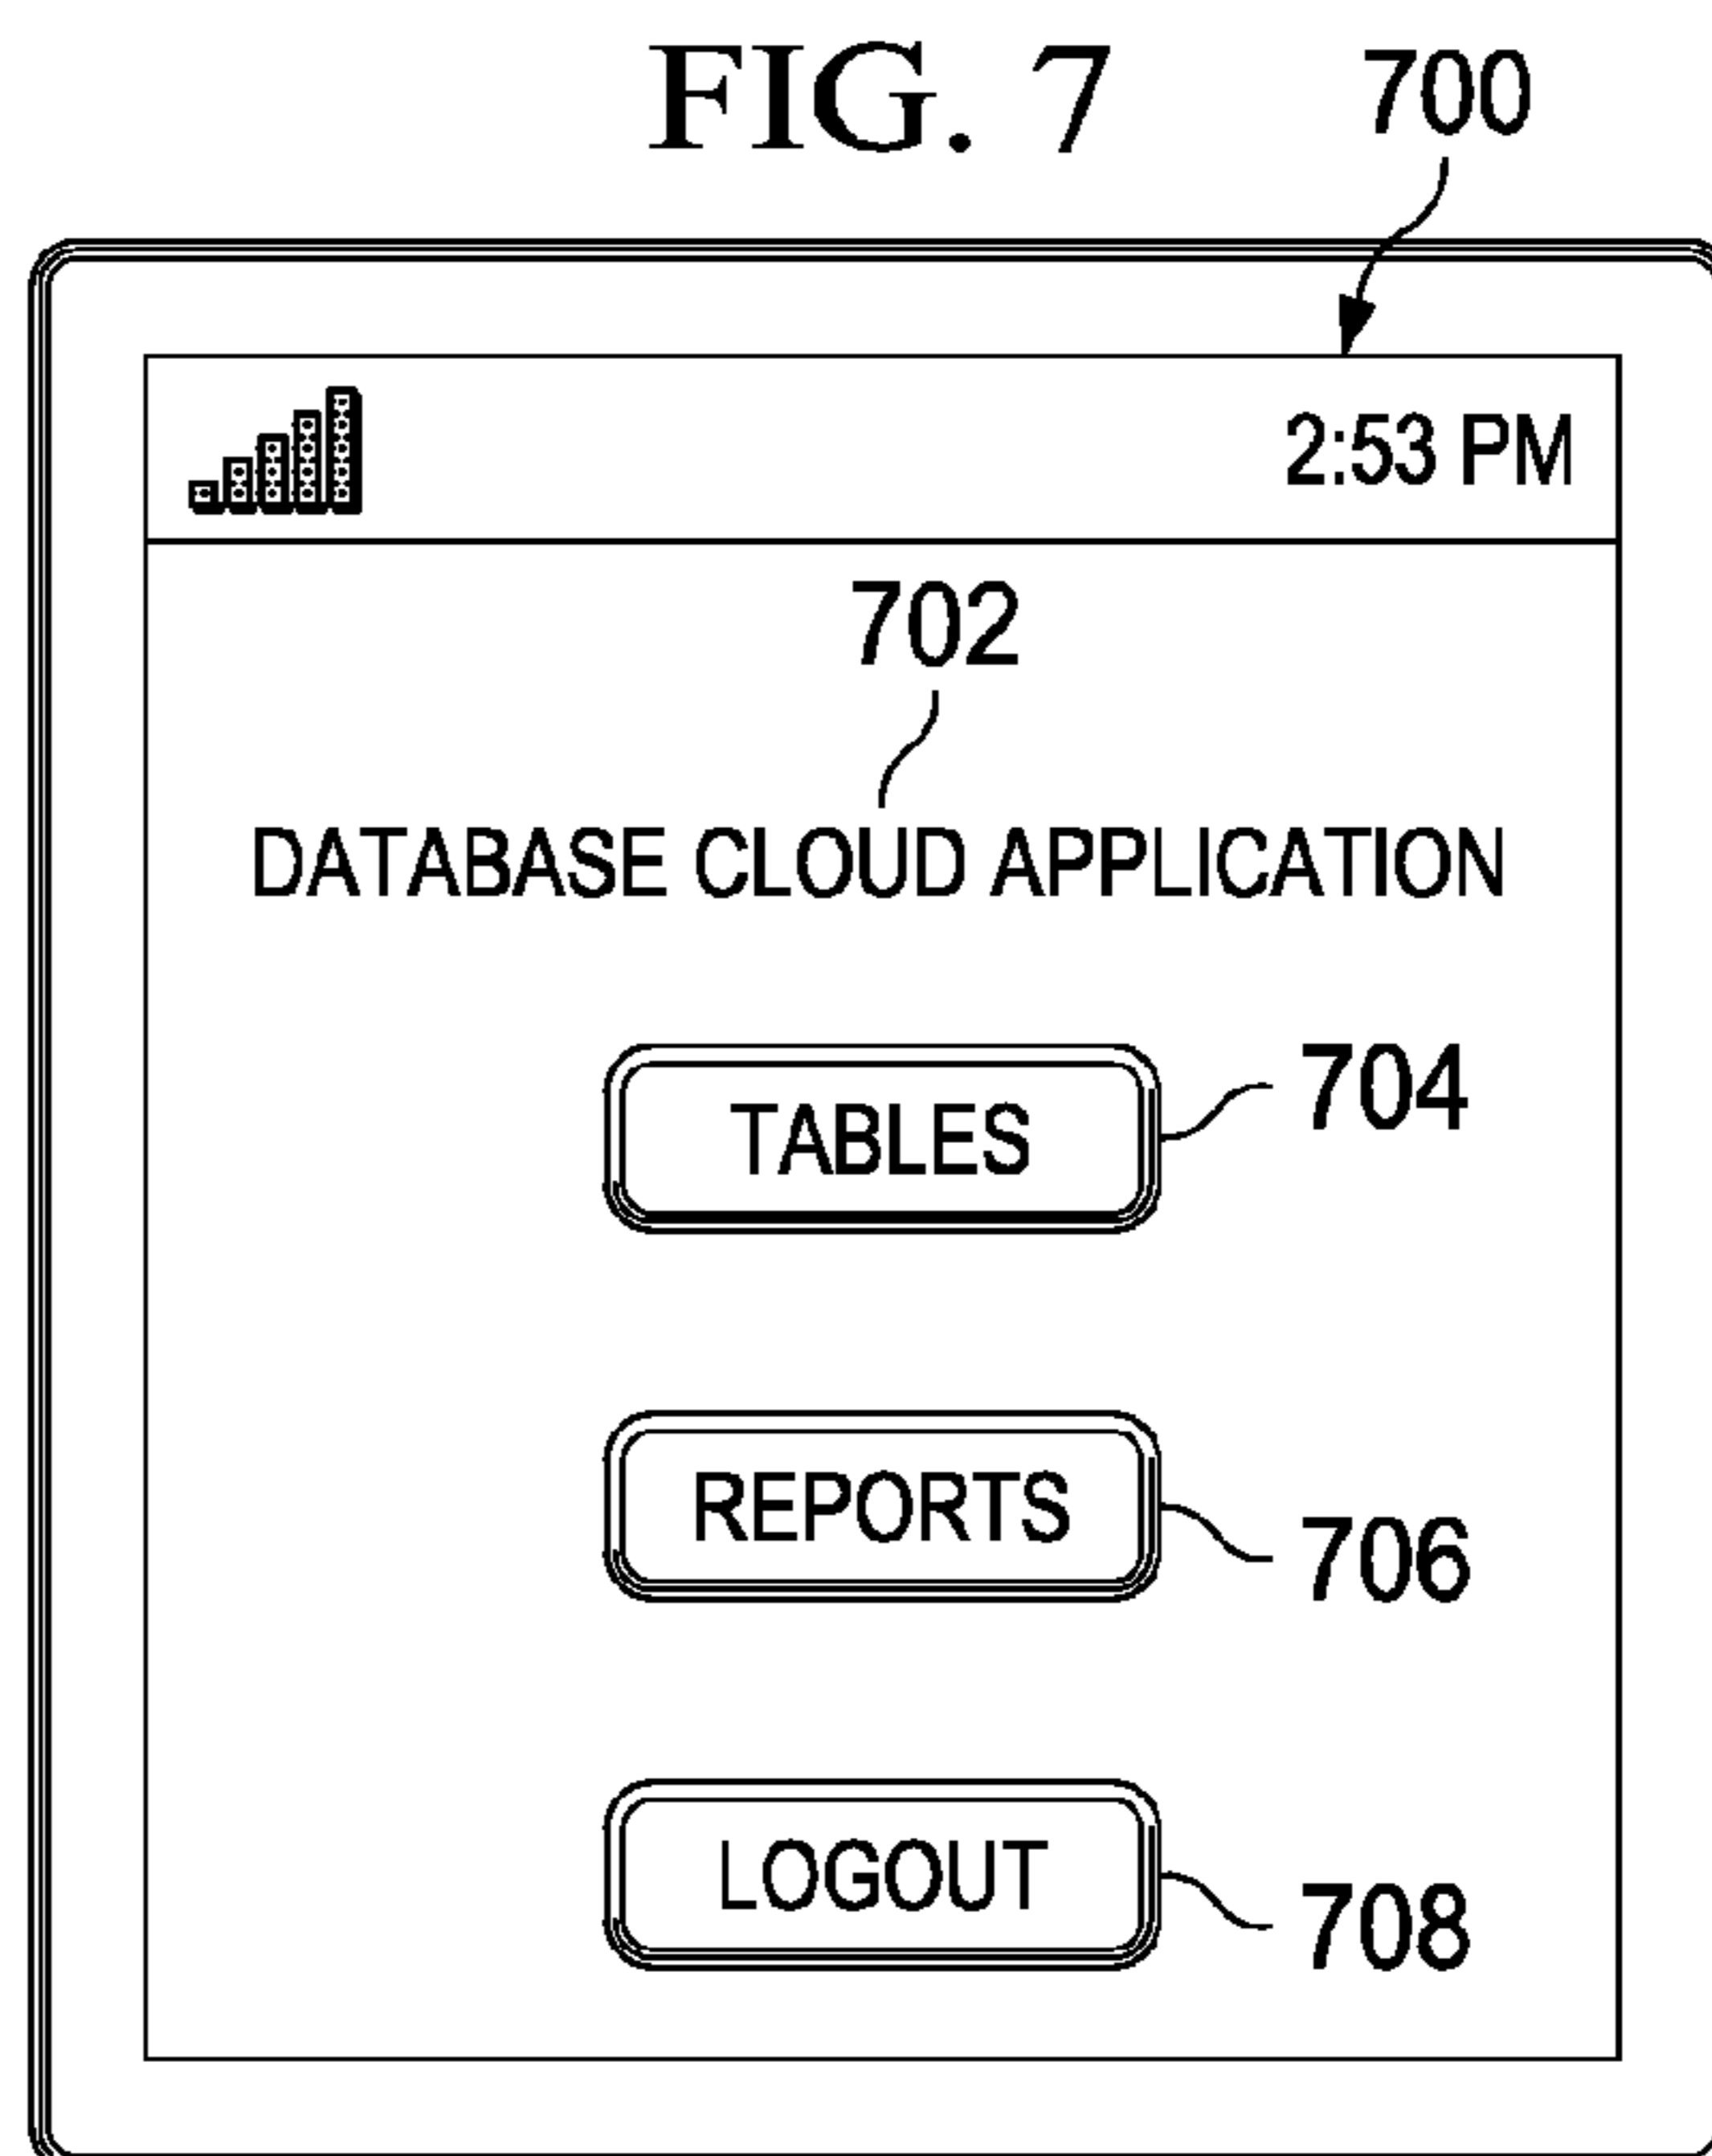 FIG. 7
700
2:53 PM
702
DATABASE CLOUD APPLICATION
TABLES
704
REPORTS
706
LOGOUT
708